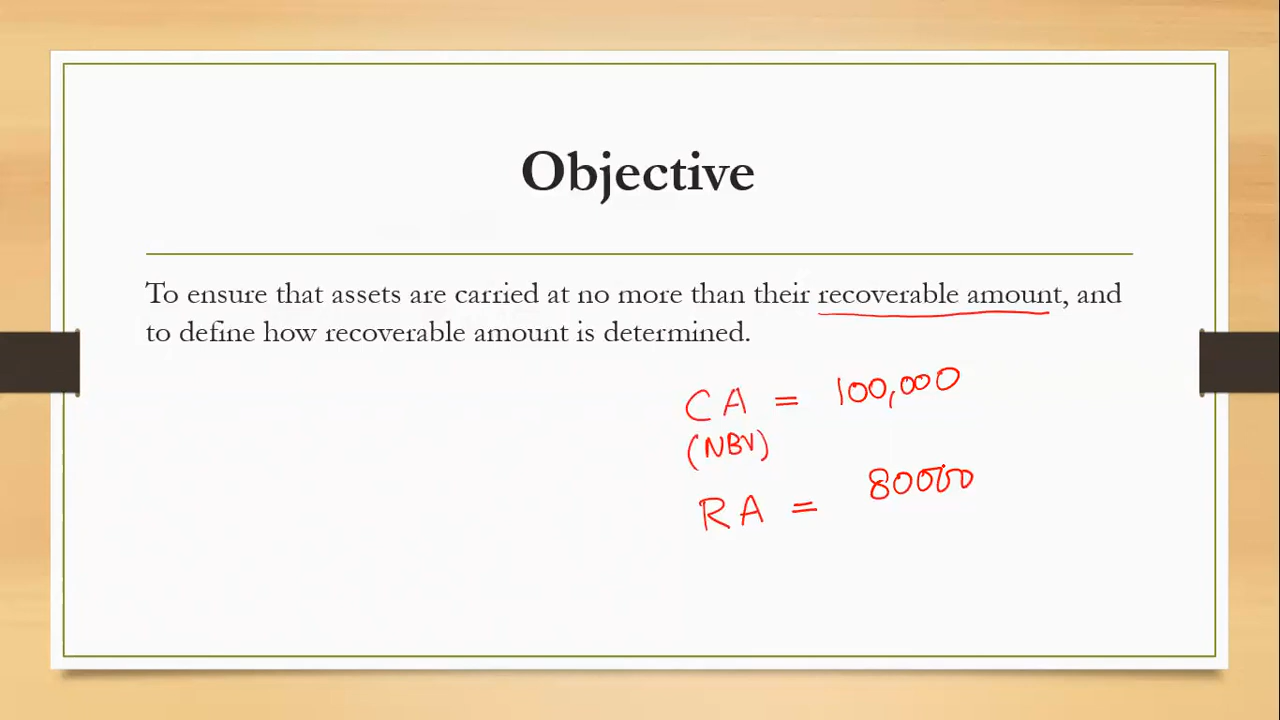 Objective
To ensure that assets are carried at no more than their recoverable amount, and
to define how recoverable amount is determined.
CA = 100,000
(NBV)
RA = 80000